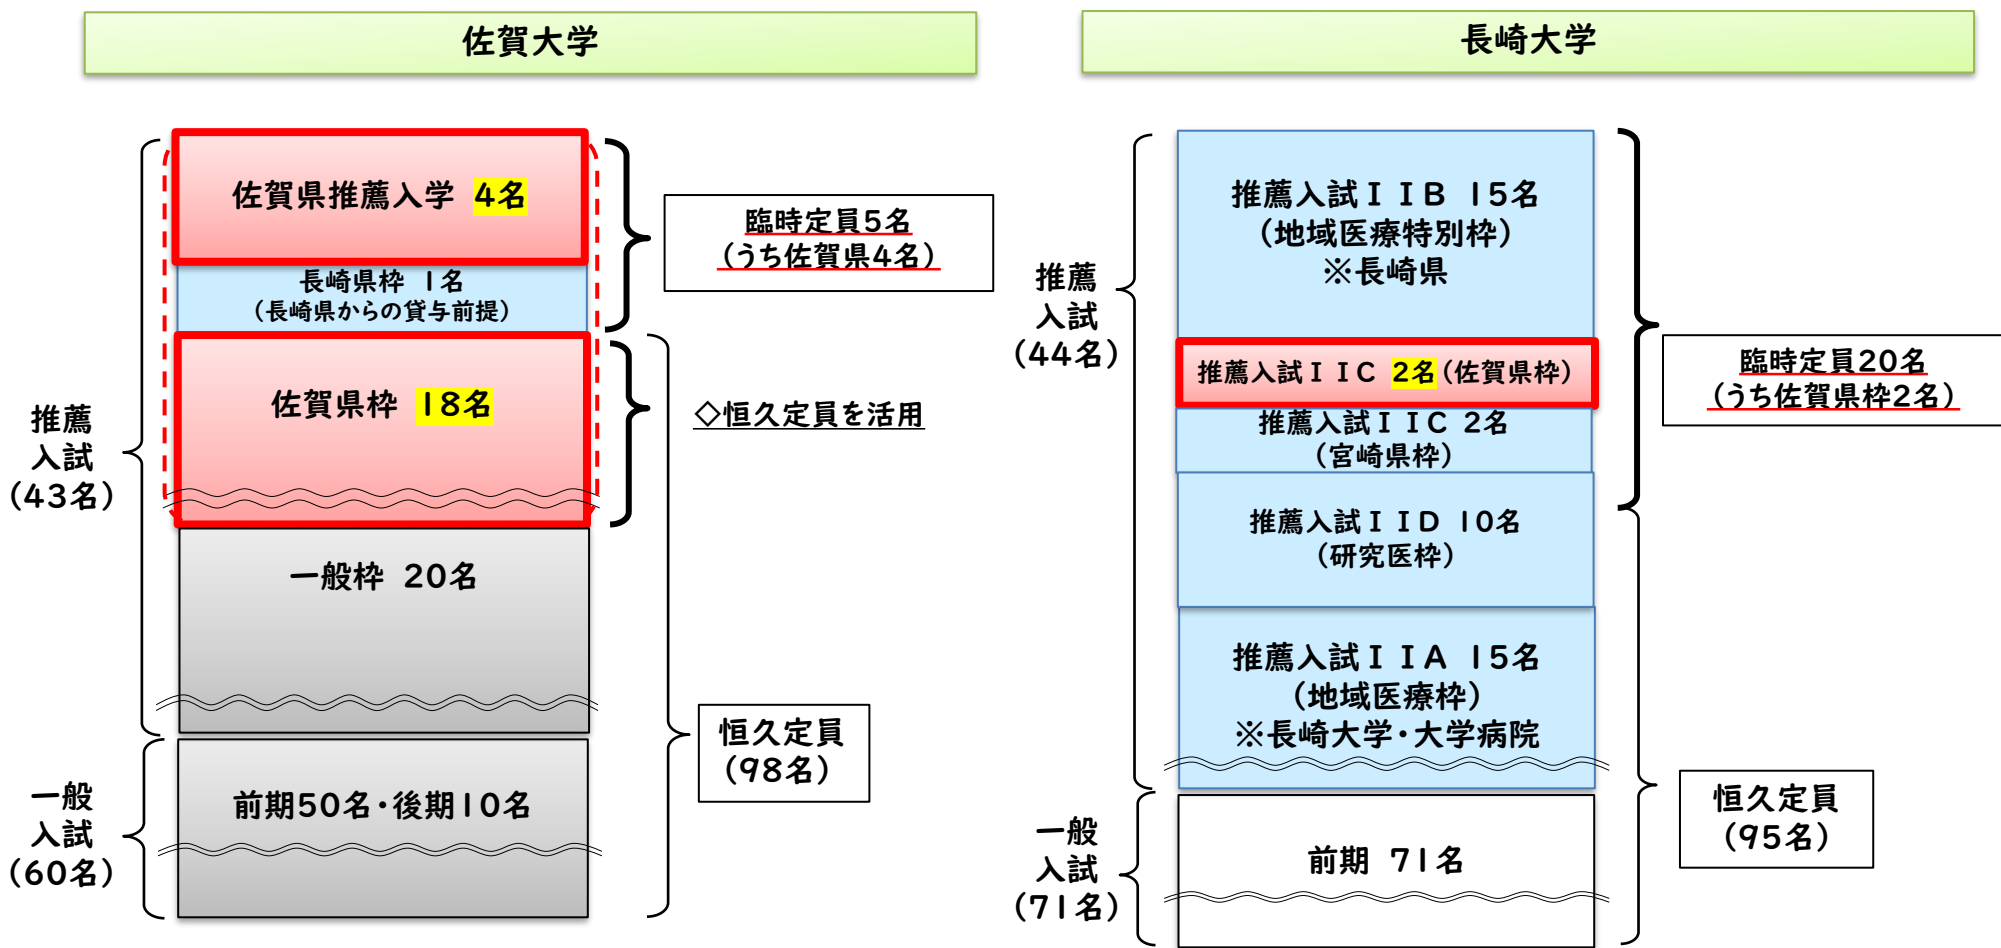 佐賀大学
推薦
入試
(43名)
佐賀県推薦入学 4名
長崎県枠 1名
(長崎県からの貸与前提)
佐賀県枠 18名
一般枠 20名
一般
入試
(60名)
前期50名・後期10名
臨時定員5名
(うち佐賀県4名)
◇恒久定員を活用
恒久定員
(98名)
長崎大学
推薦
入試
(44名)
推薦入試ⅠⅠB 15名
(地域医療特別枠)
※長崎県
推薦入試ⅠⅠC 2名(佐賀県枠)
推薦入試ⅠⅠC 2名
(宮崎県枠)
推薦入試ⅠⅠD 10名
(研究医枠)
推薦入試ⅠⅠA 15名
(地域医療枠)
※長崎大学・大学病院
一般
入試
(71名)
前期 71名
臨時定員20名
(うち佐賀県枠2名)
恒久定員
(95名)